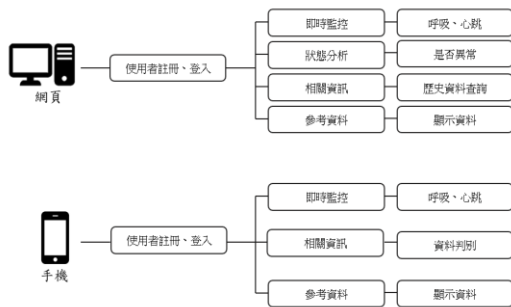 即時監控
呼吸、心跳
狀態分析
是否異常
使用者註冊、登入
網頁
相關資訊
歷史資料查詢
參考資料
顯示資料
即時監控
呼吸、心跳
使用者註冊、登入
相關資訊
資料判別
手機
參考資料
顯示資料